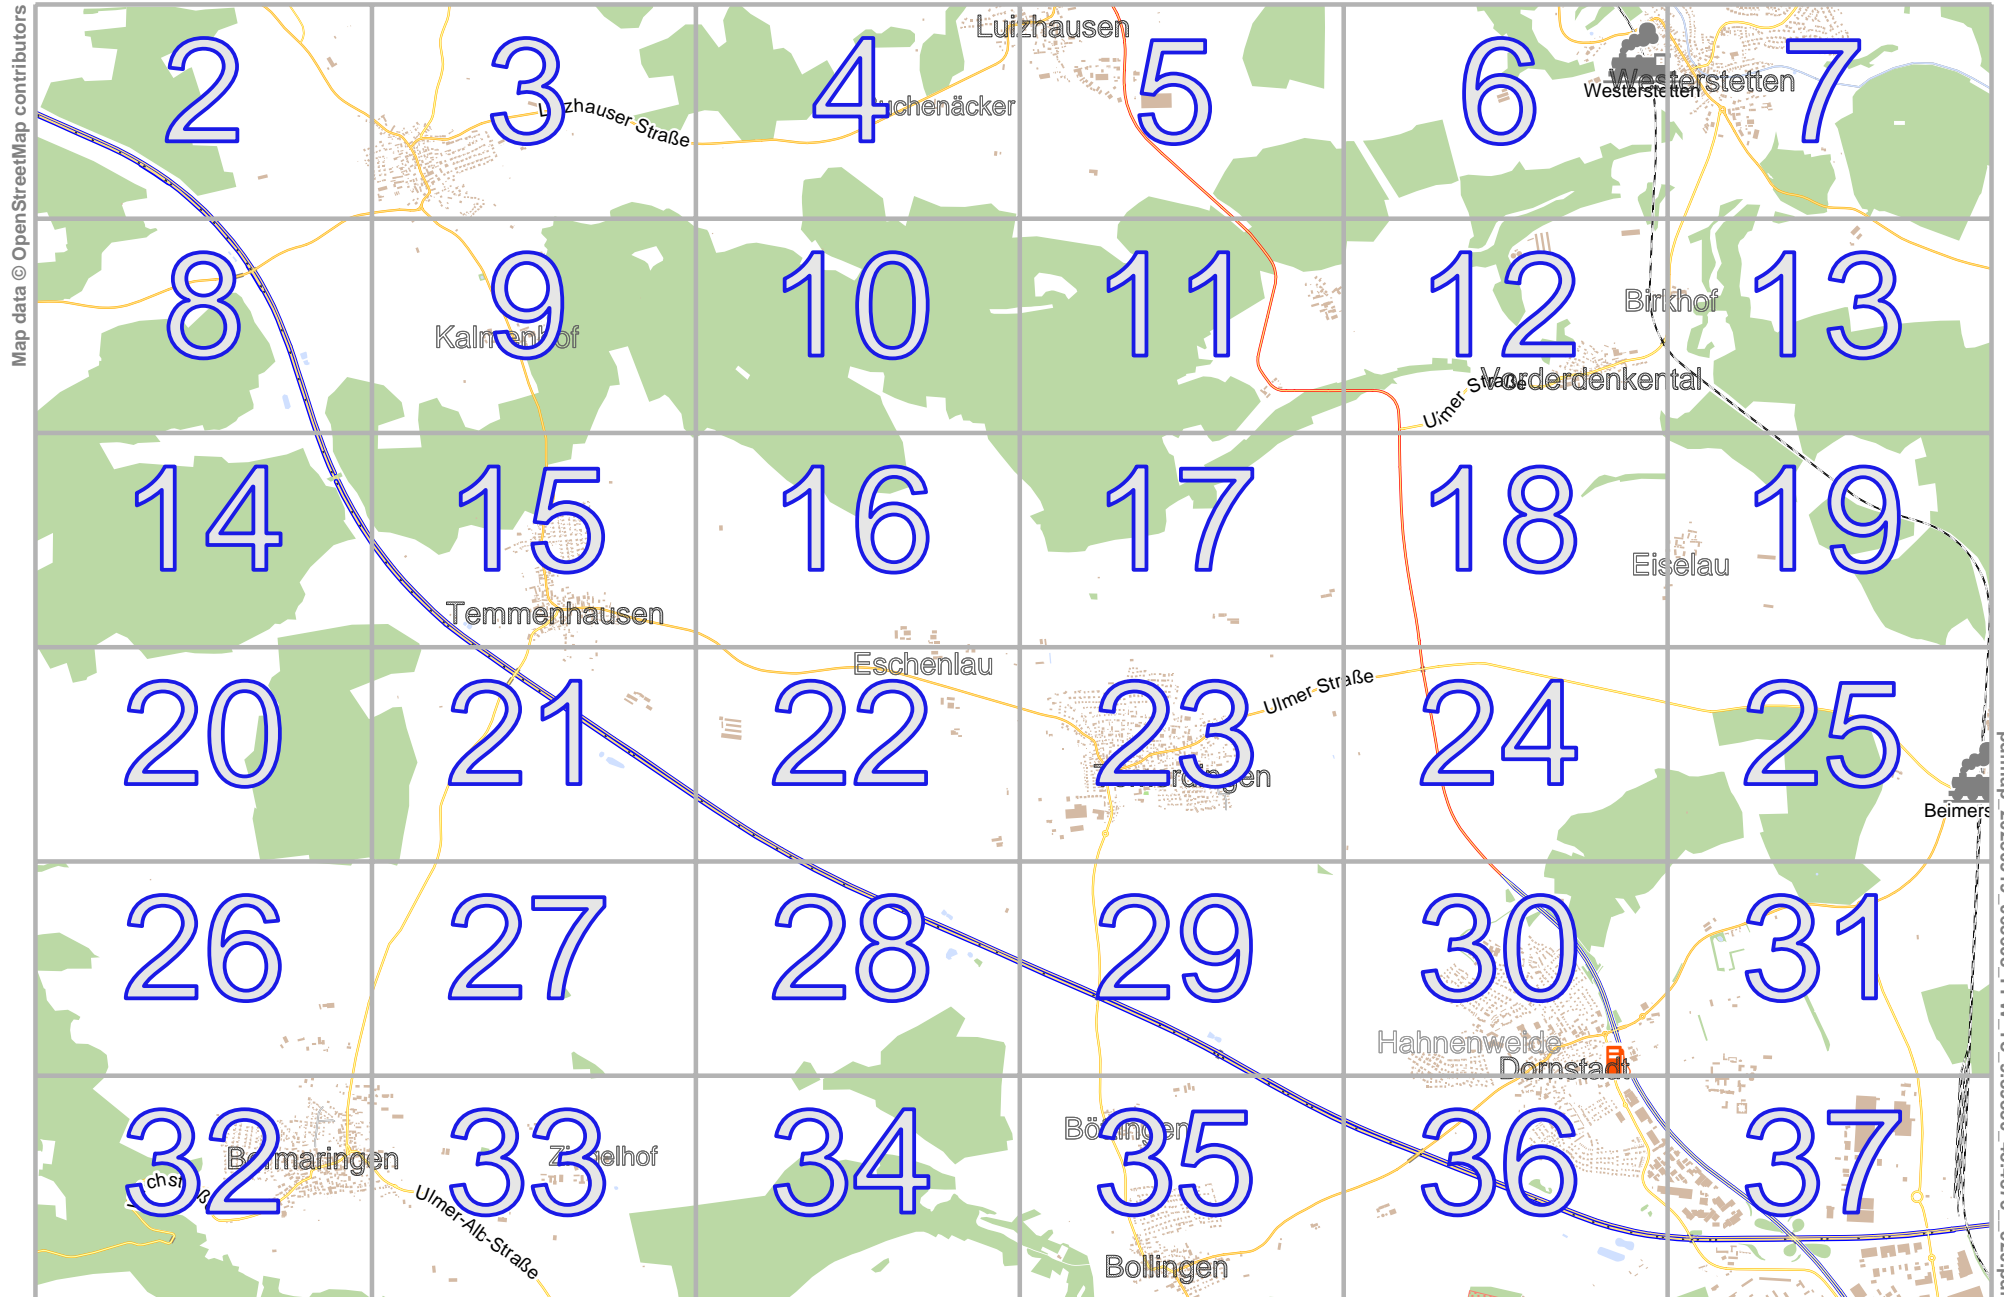 Map data © OpenStreetMap contributors
Luizhausen
2
3
4
5
6
7
Westerstetten
Westerstetten
Luizhauser Straße
8
9
10
11
12
13
Birkhof
Kalmenhof
Vorderdenkental
Ulmer Straße
14
15
16
17
18
19
Eiselau
Temmenhausen
Eschenlau
20
21
22
23
24
25
Ulmer Straße
Beimers
26
27
28
29
30
31
Hahnenweide
Dornstadt
32
33
34
35
36
37
Bermaringen
Ulmer-Alb-Straße
Bollingen